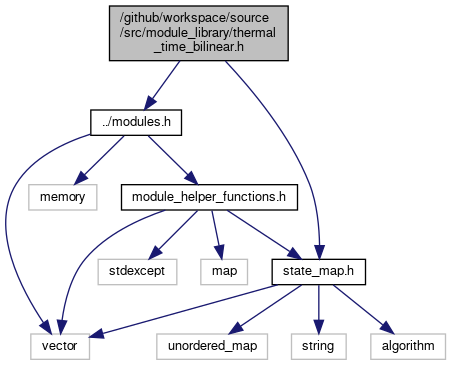 /github/workspace/source
/src/module_library/thermal
_time_bilinear.h
../modules.h
memory
module_helper_functions.h
stdexcept
map
state_map.h
vector
unordered_map
string
algorithm